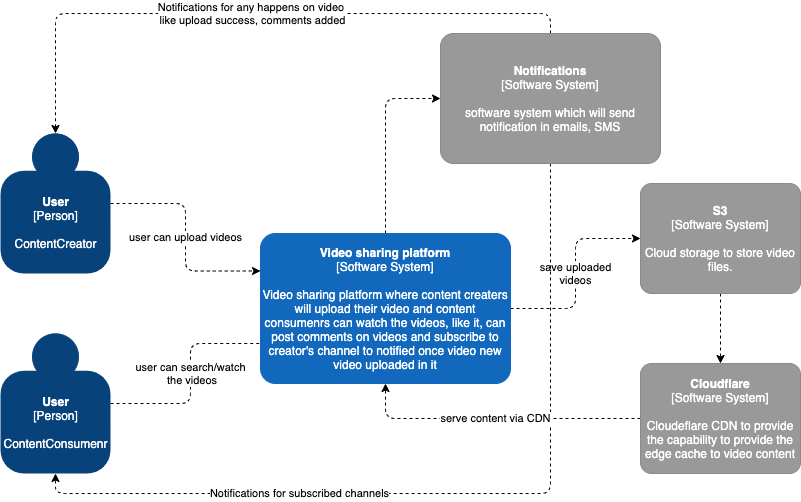 Notifications for any happens on video
like upload success, comments added
Notifications
[Software System]
software system which will send
notification in emails, SMS
User
[Person]
ContentCreator
user can upload videos
Video sharing platform
[Software System]
Video sharing platform where content creaters
will upload their video and content
consumenrs can watch the videos, like it, can
post comments on videos and subscribe to
creator's channel to notified once video new
video uploaded in it
save uploaded
videos
S3
[Software System]
Cloud storage to store video
files.
user can search/watch
the videos
User
[Person]
ContentConsumenr
serve content via CDN
Cloudflare
[Software System]
Cloudeflare CDN to provide
the capability to provide the
edge cache to video content
Notifications for subscribed channels